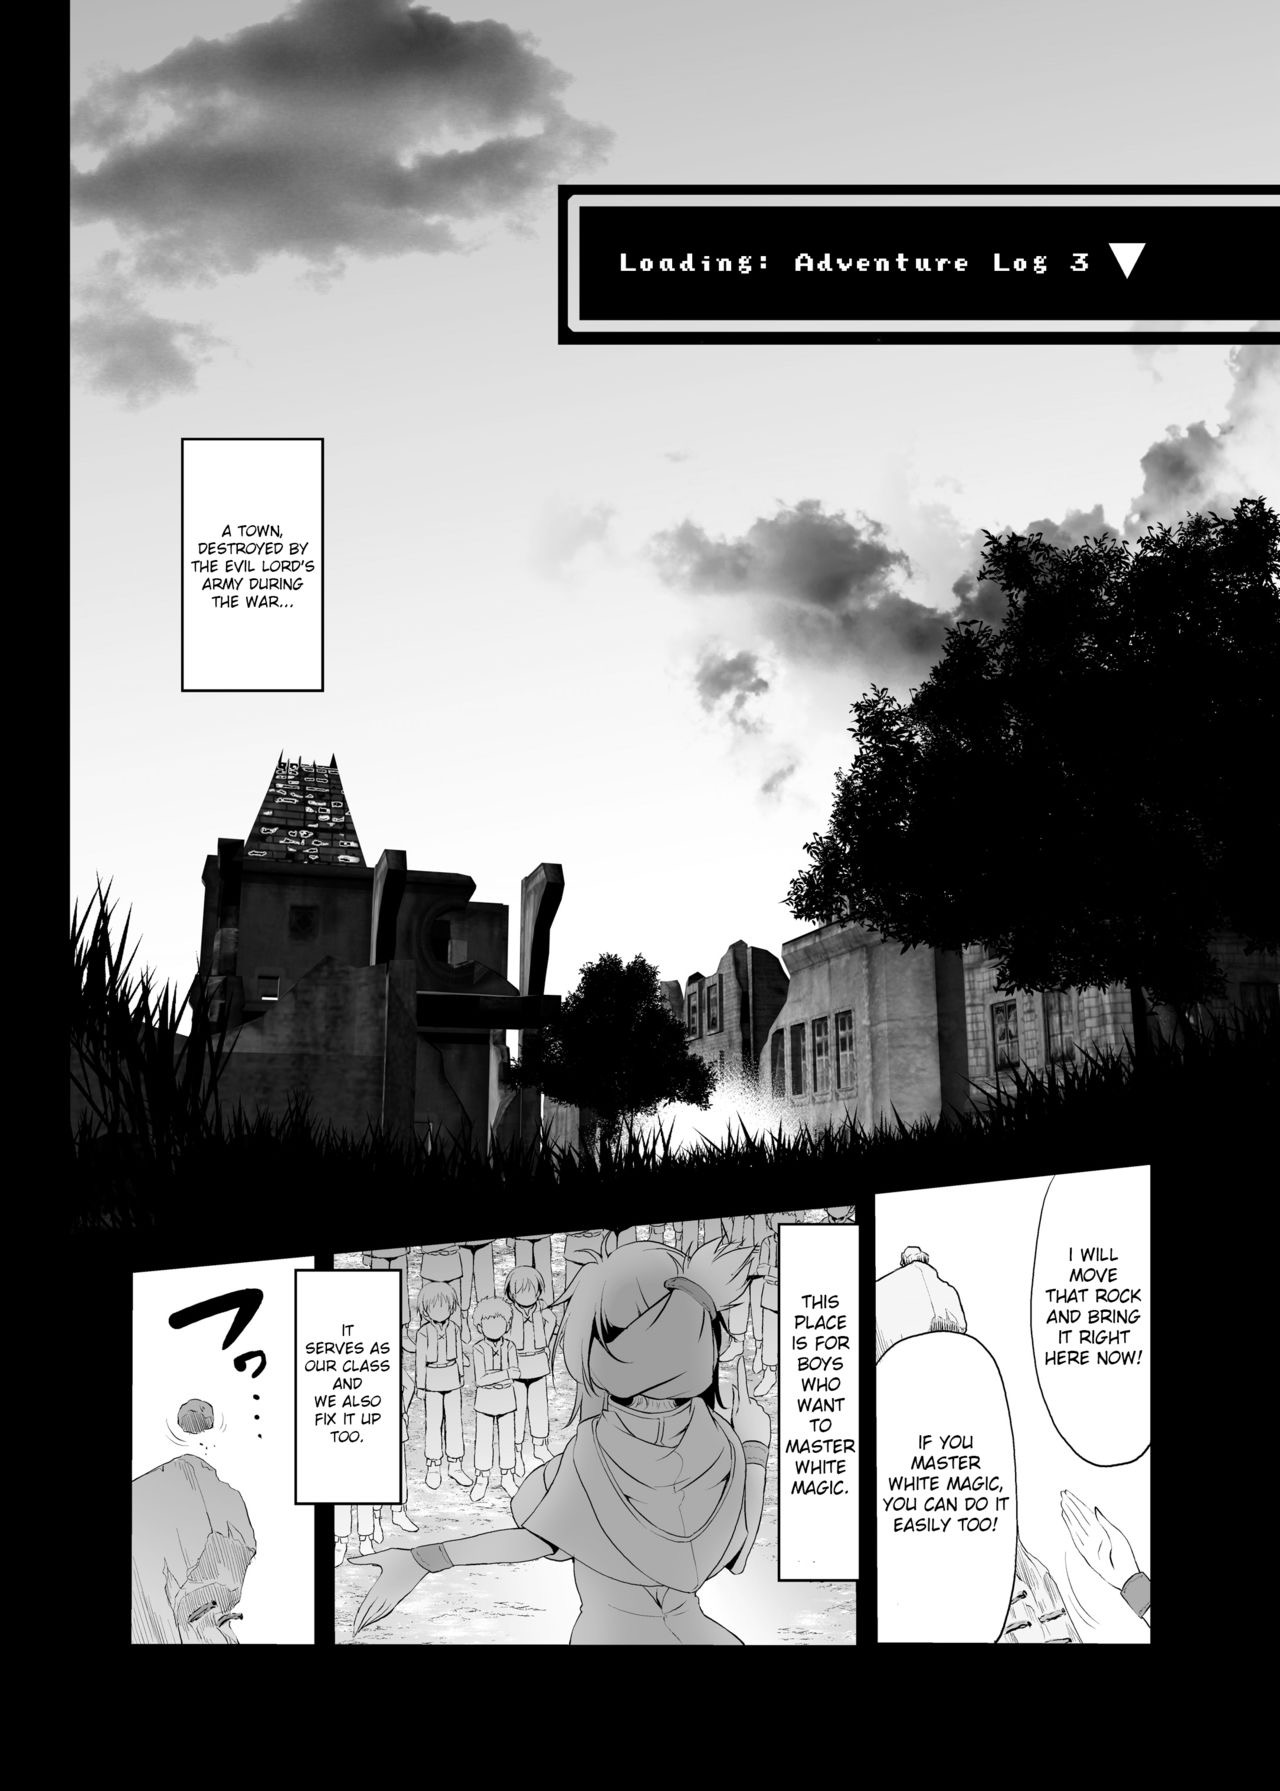 Loading: Adventure Log 3 ▼
A TOWN,
DESTROYED BY
THE EVIL LORD'S
ARMY DURING
THE WAR...
I WILL
MOVE
THAT ROCK
AND BRING
IT RIGHT
HERE NOW!
IF YOU
MASTER
WHITE MAGIC,
YOU CAN DO IT
EASILY TOO!
THIS
PLACE
IS FOR
BOYS
WHO
WANT
TO
MASTER
WHITE
MAGIC.
IT
SERVES AS
OUR CLASS
AND
WE ALSO
FIX IT UP
TOO.
フワ…